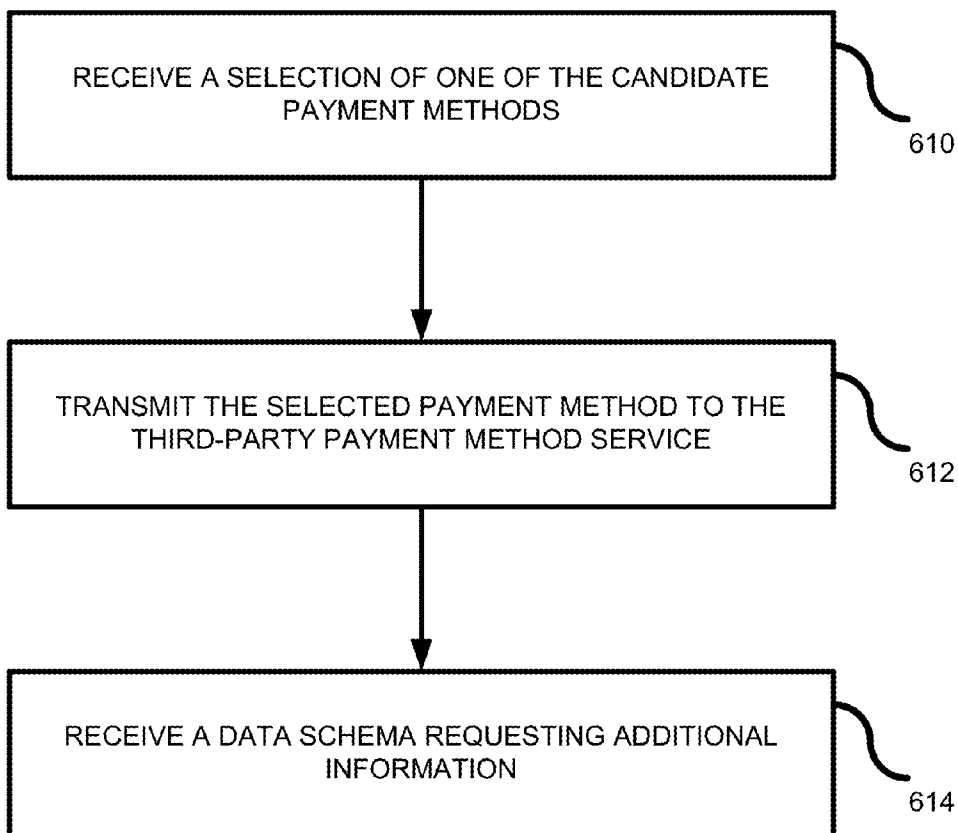 RECEIVE A SELECTION OF ONE OF THE CANDIDATE
PAYMENT METHODS
610
TRANSMIT THE SELECTED PAYMENT METHOD TO THE
THIRD-PARTY PAYMENT METHOD SERVICE
612
RECEIVE A DATA SCHEMA REQUESTING ADDITIONAL
INFORMATION
614